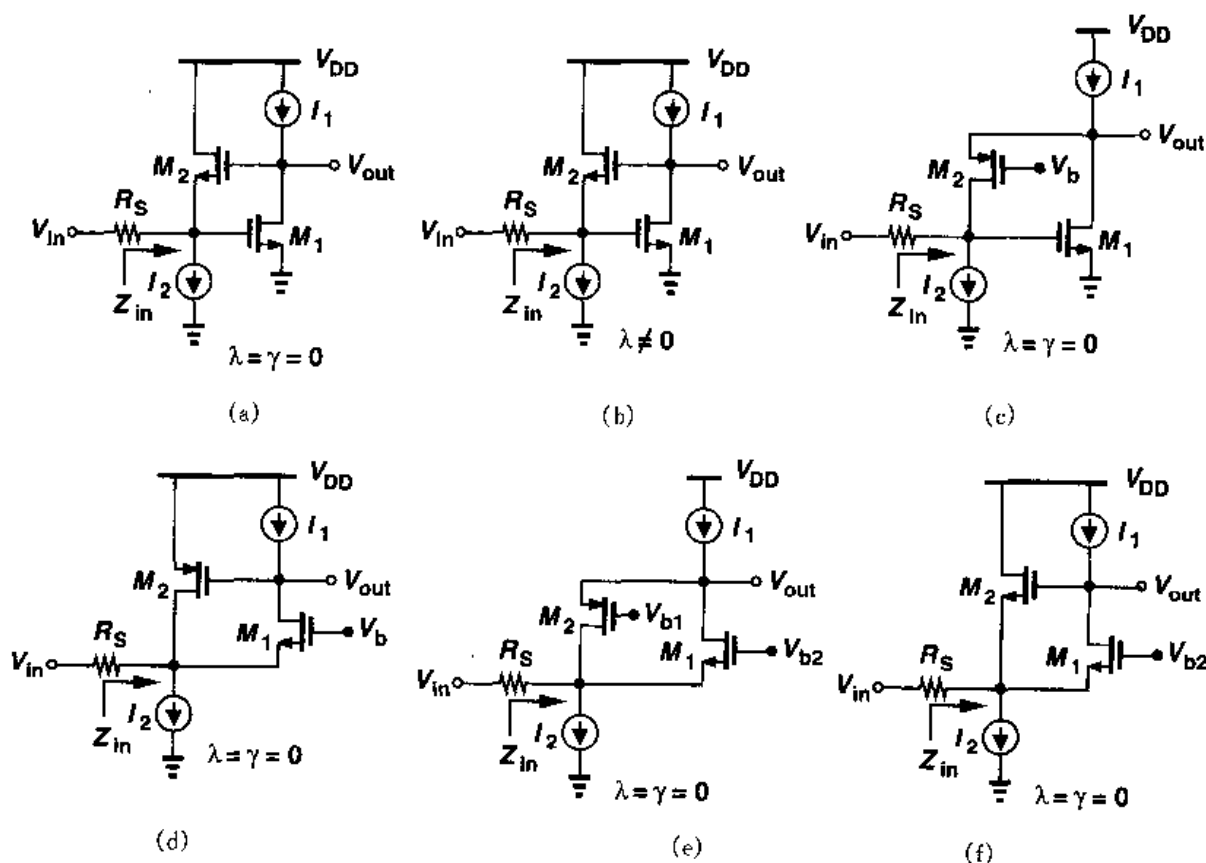 V_DD
I_1
M_2
V_out
R_S
V_in
M_1
I_2
Z_in
λ = γ = 0
(a)
V_DD
I_1
M_2
V_out
R_S
V_in
M_1
I_2
Z_in
λ ≠ 0
(b)
V_DD
I_1
V_out
M_2
V_b
R_S
V_in
M_1
I_2
Z_in
λ = γ = 0
(c)
V_DD
I_1
M_2
V_out
V_b
M_1
R_S
V_in
I_2
Z_in
λ = γ = 0
(d)
V_DD
I_1
V_out
M_2
V_b1
R_S
M_1
V_b2
V_in
I_2
Z_in
λ = γ = 0
(e)
V_DD
I_1
M_2
V_out
R_S
M_1
V_b2
V_in
I_2
Z_in
λ = γ = 0
(f)